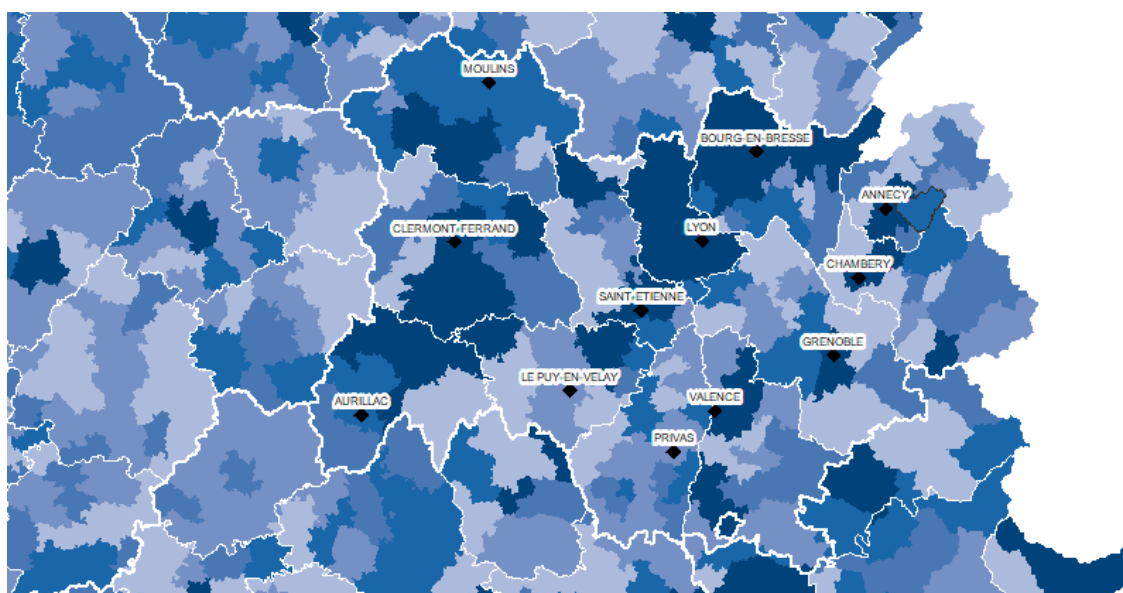 MOULINS
BOURG-EN-BRESSE
ANNECY
CLERMONT-FERRAND
LYON
CHAMBERY
SAINT-ETIENNE
GRENOBLE
LE PUY-EN-VELAY
AURILLAC
VALENCE
PRIVAS